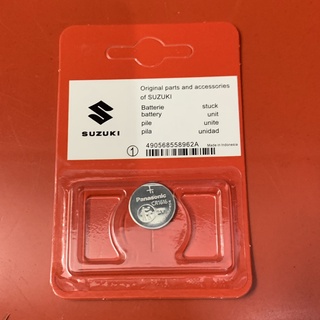 Original parts and accessories
of SUZUKI
SUZUKI
Batterie stuck
battery unit
pile unite
pila unidad
1 490568558962A Made in Indonesia
Panasonic
CR1616